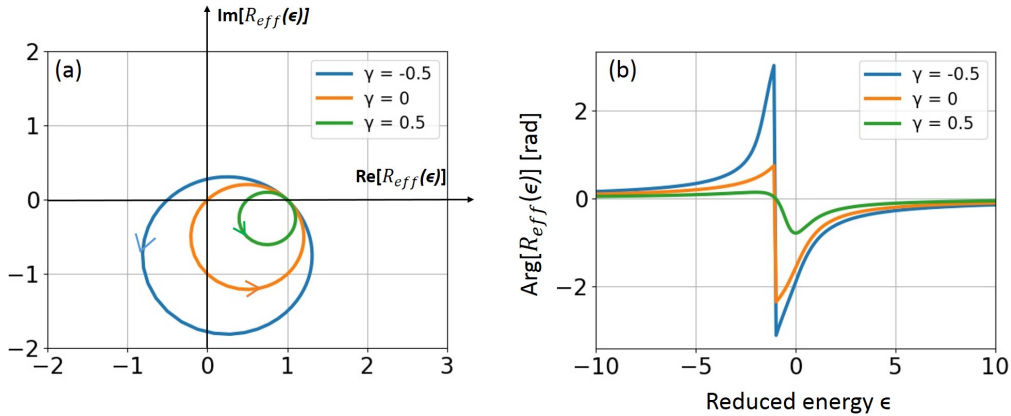 Im[R_eff(ϵ)]
(a)
γ = -0.5
γ = 0
γ = 0.5
Re[R_eff(ϵ)]
2
1
0
−1
−2
−2 −1 0 1 2 3
(b)
γ = -0.5
γ = 0
γ = 0.5
Arg[R_eff(ϵ)] [rad]
2
0
−2
−10 −5 0 5 10
Reduced energy ϵ